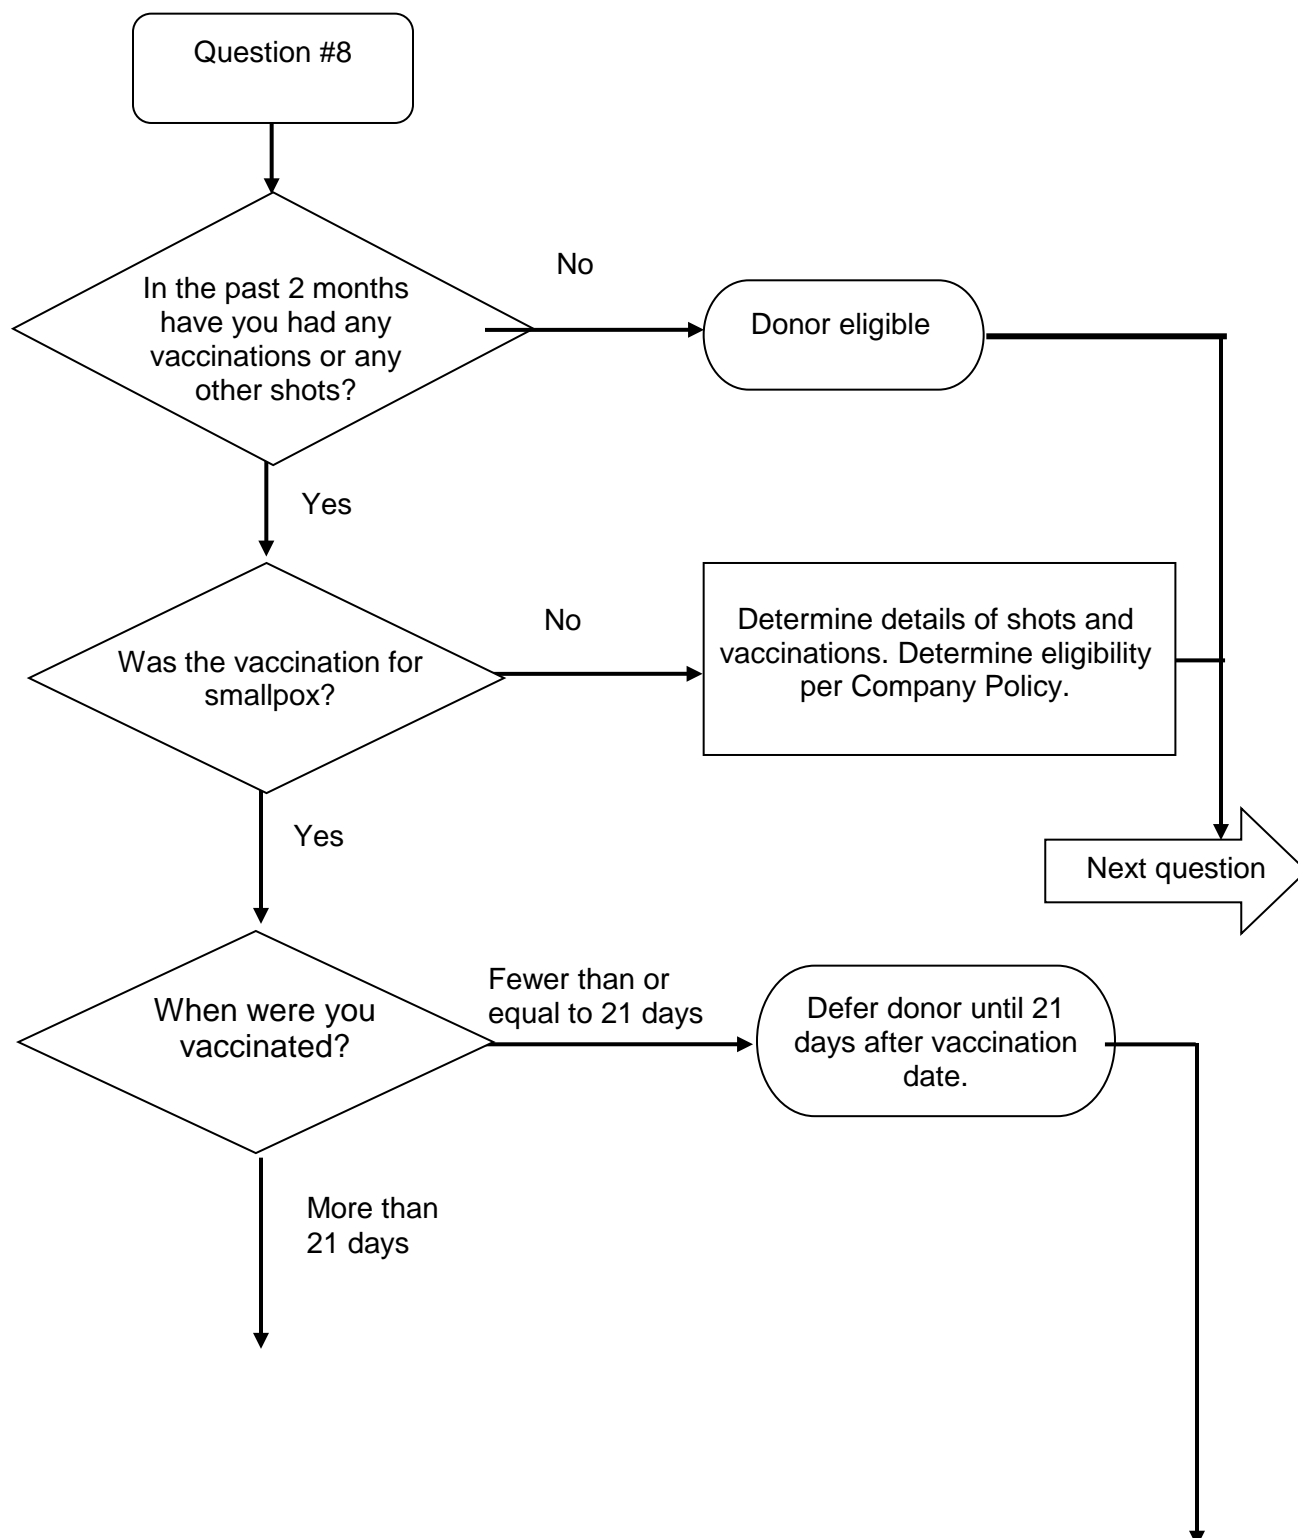 Question #8
No
In the past 2 months
have you had any
vaccinations or any
other shots?
Donor eligible
Yes
No
Was the vaccination for
smallpox?
Determine details of shots and
vaccinations. Determine eligibility
per Company Policy.
Yes
Next question
Fewer than or
equal to 21 days
When were you
vaccinated?
Defer donor until 21
days after vaccination
date.
More than
21 days